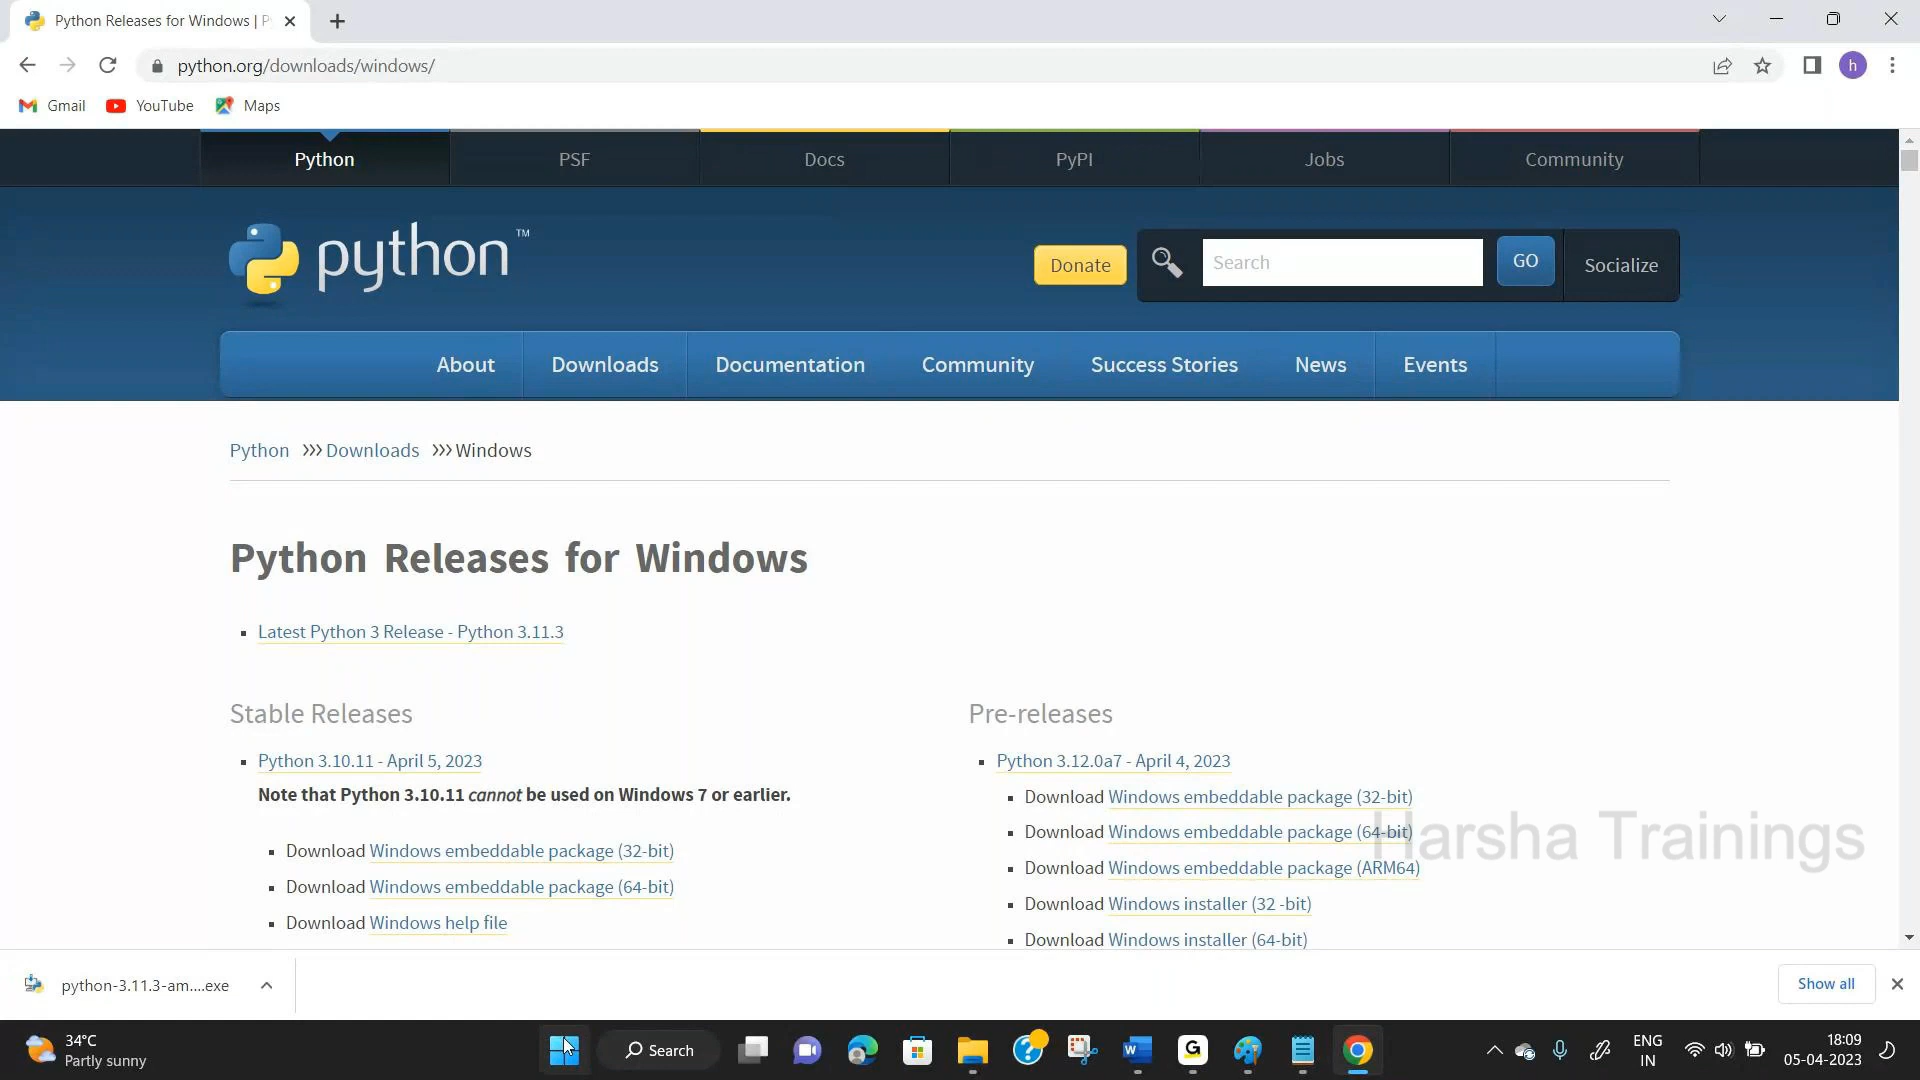 Python Releases for Windows | P
python.org/downloads/windows/
h
Gmail YouTube Maps
Python PSF Docs PyPI Jobs Community
python TM
Donate Search GO Socialize
About Downloads Documentation Community Success Stories News Events
Python >>> Downloads >>> Windows
Python Releases for Windows
Latest Python 3 Release - Python 3.11.3
Stable Releases
Python 3.10.11 - April 5, 2023
Note that Python 3.10.11 cannot be used on Windows 7 or earlier.
Download Windows embeddable package (32-bit)
Download Windows embeddable package (64-bit)
Download Windows help file
Pre-releases
Python 3.12.0a7 - April 4, 2023
Download Windows embeddable package (32-bit)
Download Windows embeddable package (64-bit)
Download Windows embeddable package (ARM64)
Download Windows installer (32 -bit)
Download Windows installer (64-bit)
Harsha Trainings
python-3.11.3-am....exe
Show all
34°C
Partly sunny
Search
ENG
IN
18:09
05-04-2023